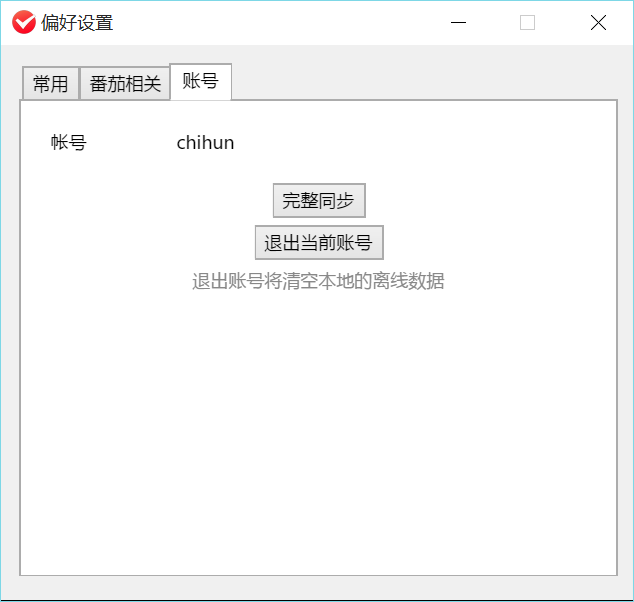 偏好设置
常用 番茄相关 账号
帐号 chihun
完整同步
退出当前账号
退出账号将清空本地的离线数据